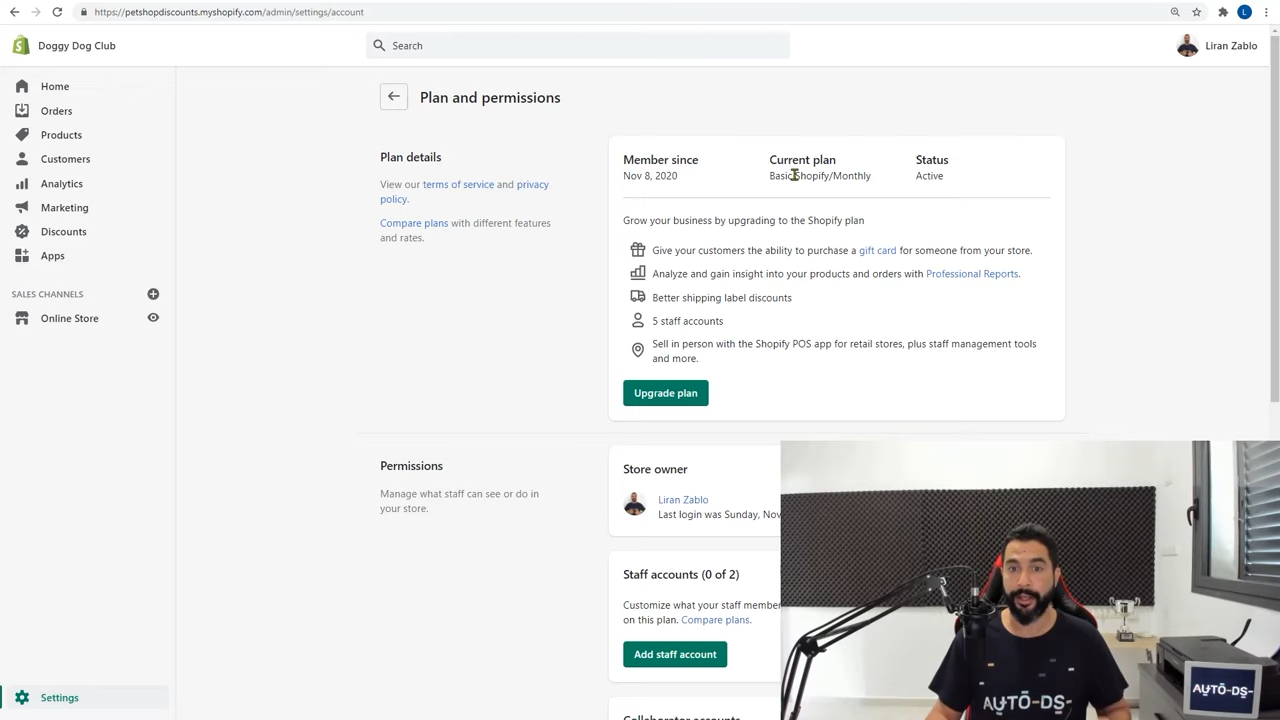 https://petshopdiscounts.myshopify.com/admin/settings/account
L
Doggy Dog Club
Search
Liran Zablo
Home
Orders
Products
Customers
Analytics
Marketing
Discounts
Apps
SALES CHANNELS
Online Store
Settings
Plan and permissions
Plan details
View our terms of service and privacy
policy.
Compare plans with different features
and rates.
Member since
Nov 8, 2020
Current plan
Basic Shopify/Monthly
Status
Active
Grow your business by upgrading to the Shopify plan
Give your customers the ability to purchase a gift card for someone from your store.
Analyze and gain insight into your products and orders with Professional Reports.
Better shipping label discounts
5 staff accounts
Sell in person with the Shopify POS app for retail stores, plus staff management tools
and more.
Upgrade plan
Permissions
Manage what staff can see or do in
your store.
Store owner
Liran Zablo
Last login was Sunday, Nov
Staff accounts (0 of 2)
Customize what your staff member
on this plan. Compare plans.
Add staff account
Collaborator accounts
AUTO-DS-
AUTO-DS-